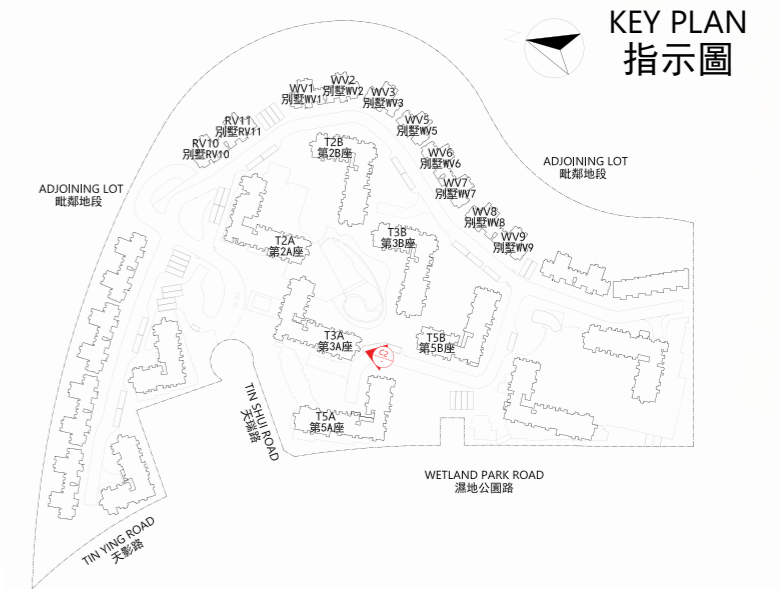 KEY PLAN
指示圖
WV1
別墅WV1
WV2
別墅WV2
WV3
別墅WV3
WV5
別墅WV5
RV11
別墅RV11
RV10
別墅RV10
T2B
第2B座
WV6
別墅WV6
ADJOINING LOT
毗鄰地段
ADJOINING LOT
毗鄰地段
WV7
別墅WV7
WV8
別墅WV8
WV9
別墅WV9
T2A
第2A座
T3B
第3B座
T3A
第3A座
T5B
第5B座
T5A
第5A座
TIN SHUI ROAD
天瑞路
WETLAND PARK ROAD
濕地公園路
TIN YING ROAD
天影路